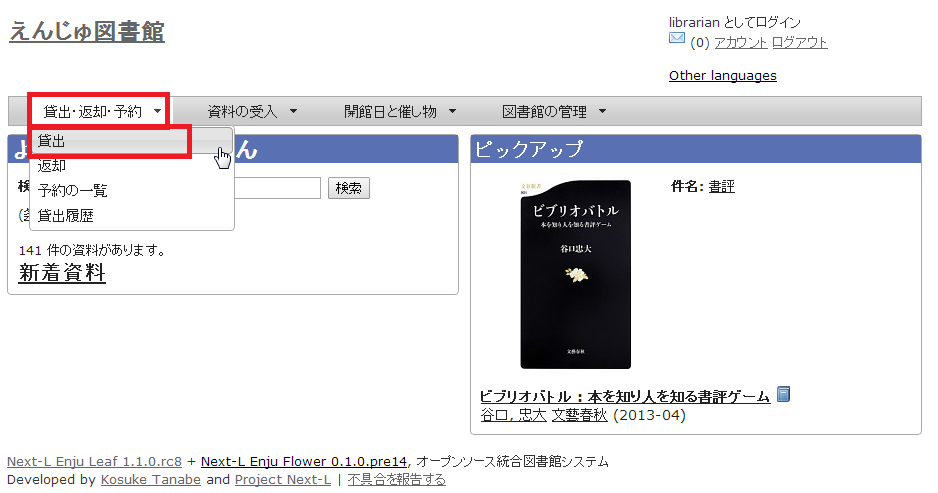 えんじゅ図書館
librarian としてログイン
(0) アカウント ログアウト
Other languages
貸出・返却・予約 資料の受入 開館日と催し物 図書館の管理
貸出
返却
予約の一覧
貸出履歴
よ ん
検 検索
141 件の資料があります。
新着資料
ピックアップ
件名: 書評
文春新書
901
ビブリオバトル
本を知り人を知る書評ゲーム
谷口忠大
文藝春秋
ビブリオバトル : 本を知り人を知る書評ゲーム
谷口, 忠大 文藝春秋 (2013-04)
Next-L Enju Leaf 1.1.0.rc8 + Next-L Enju Flower 0.1.0.pre14, オープンソース統合図書館システム
Developed by Kosuke Tanabe and Project Next-L | 不具合を報告する